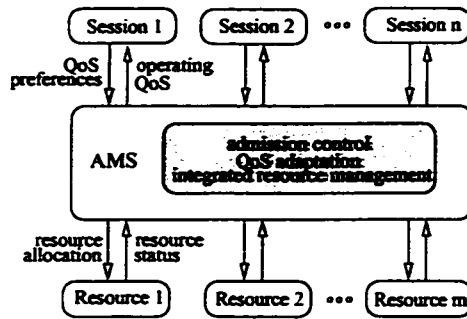 Session 1
Session 2
Session n
QoS
preferences
operating
QoS
AMS
admission control
QoS adaptation
integrated resource management
resource
allocation
resource
status
Resource 1
Resource 2
Resource m